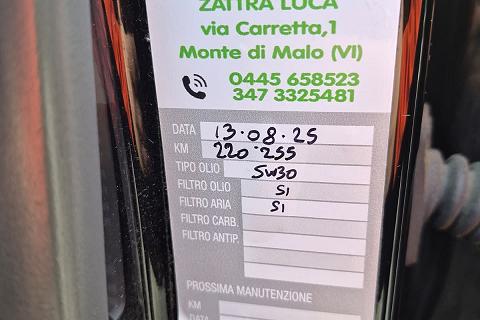 ZATTRA LUCA
via Carretta,1
Monte di Malo (VI)
0445 658523
347 3325481
DATA 13.08.25
KM 220.255
TIPO OLIO 5W30
FILTRO OLIO SI
FILTRO ARIA SI
FILTRO CARB.
FILTRO ANTIP.
PROSSIMA MANUTENZIONE
KM
DATA